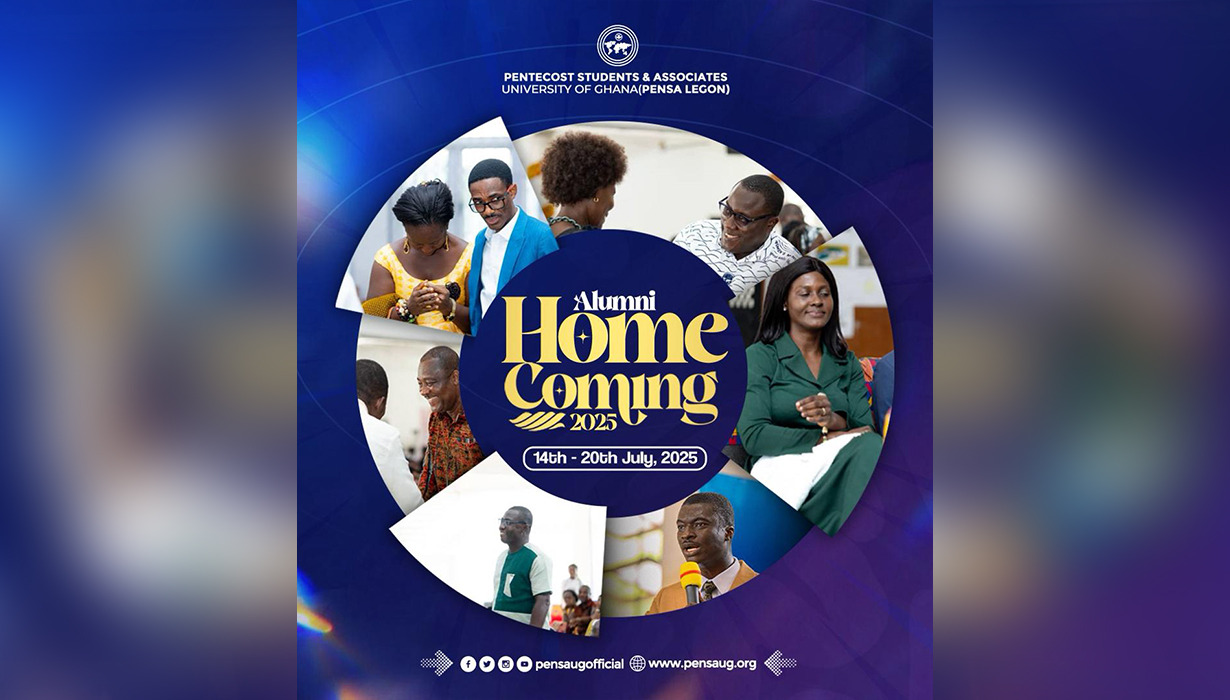 PENTECOST STUDENTS & ASSOCIATES
UNIVERSITY OF GHANA(PENSA LEGON)
Alumni
Home
Coming
2025
14th - 20th July, 2025
pensaugofficial www.pensaug.org